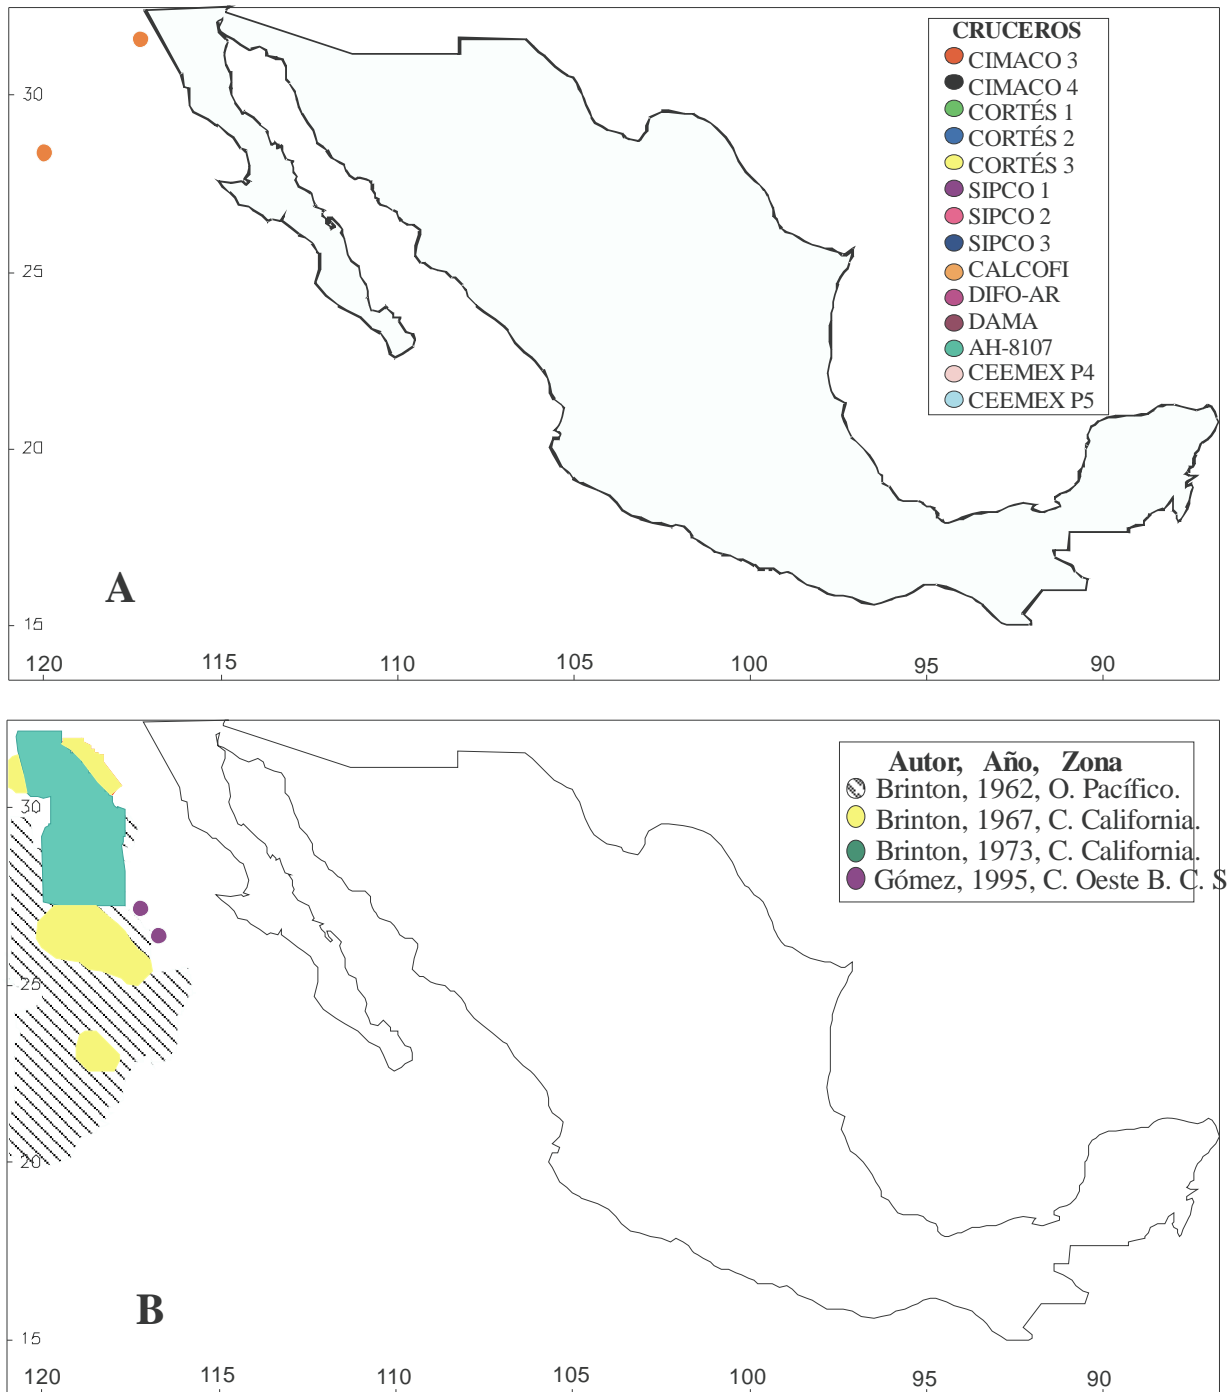 CRUCEROS
CIMACO 3
CIMACO 4
CORTÉS 1
CORTÉS 2
CORTÉS 3
SIPCO 1
SIPCO 2
SIPCO 3
CALCOFI
DIFO-AR
DAMA
AH-8107
CEEMEX P4
CEEMEX P5
30
25
20
15
A
120 115 110 105 100 95 90
Autor, Año, Zona
Brinton, 1962, O. Pacífico.
Brinton, 1967, C. California.
Brinton, 1973, C. California.
Gómez, 1995, C. Oeste B. C. S
30
25
20
15
B
120 115 110 105 100 95 90